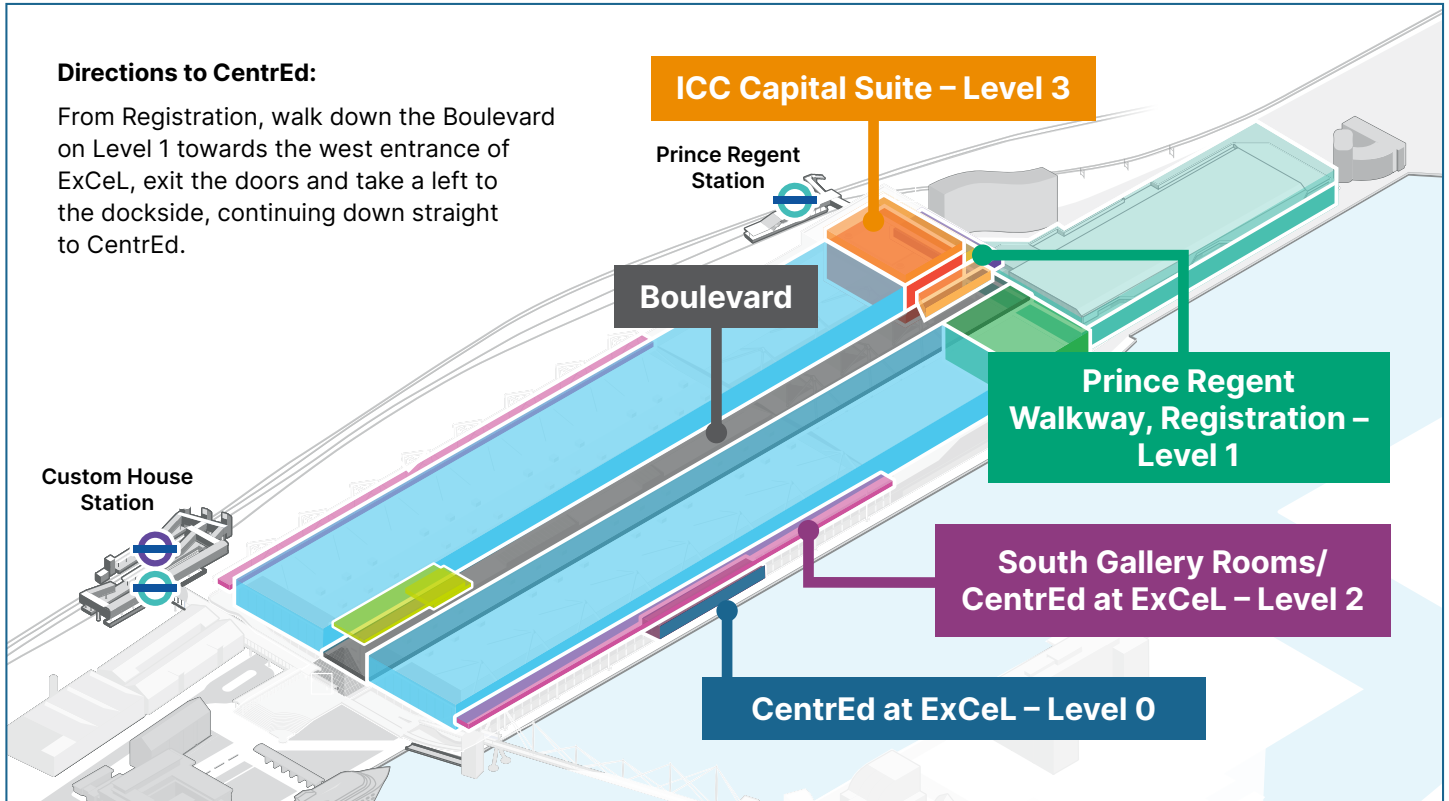 Directions to CentrEd:
From Registration, walk down the Boulevard
on Level 1 towards the west entrance of
ExCeL, exit the doors and take a left to
the dockside, continuing down straight
to CentrEd.
ICC Capital Suite – Level 3
Prince Regent
Station
Boulevard
Prince Regent
Walkway, Registration –
Level 1
Custom House
Station
South Gallery Rooms/
CentrEd at ExCeL – Level 2
CentrEd at ExCeL – Level 0